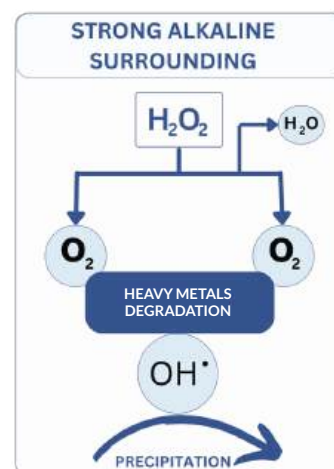 STRONG ALKALINE
SURROUNDING
H₂O₂
H₂O
O₂
O₂
HEAVY METALS
DEGRADATION
OH•
PRECIPITATION